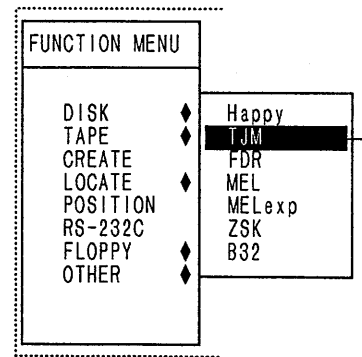 FUNCTION MENU
DISK ♦
TAPE ♦
CREATE
LOCATE ♦
POSITION
RS-232C
FLOPPY ♦
OTHER ♦
Happy
TJM
FDR
MEL
MELexp
ZSK
B32